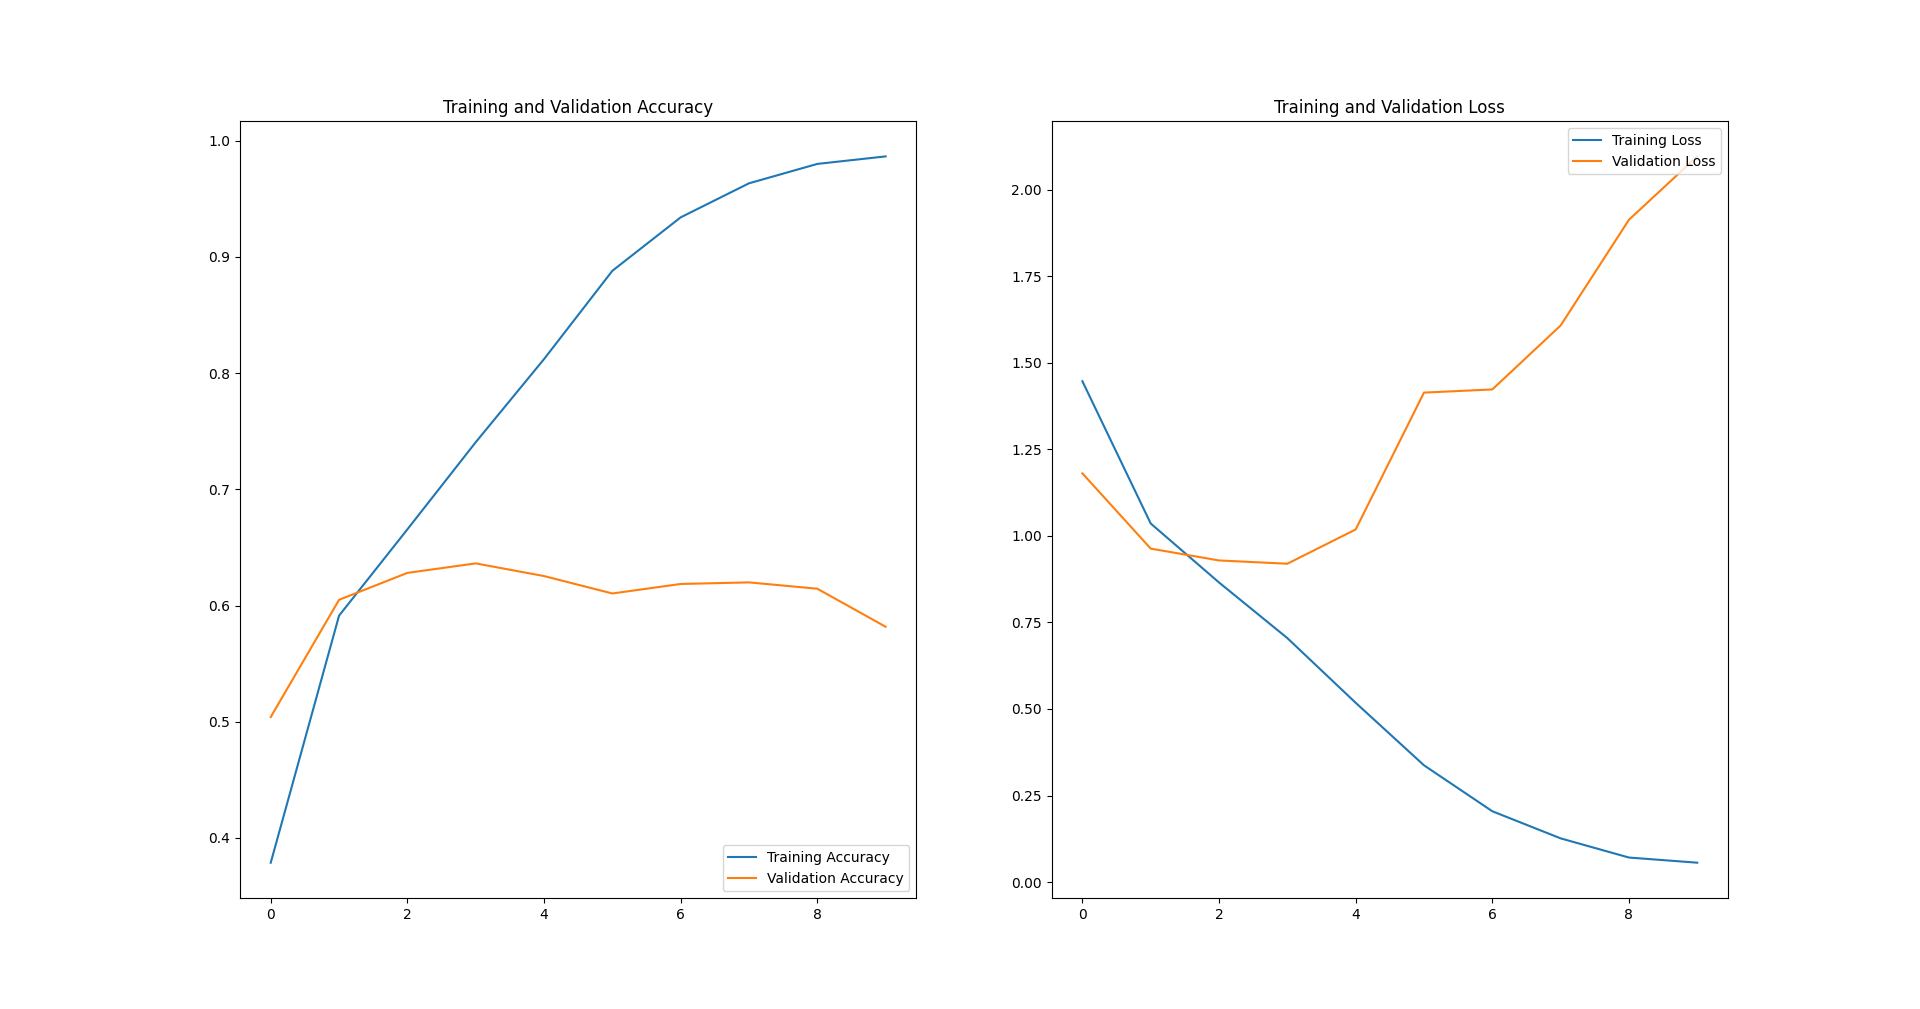 Training and Validation Accuracy
1.0
0.9
0.8
0.7
0.6
0.5
0.4
0 2 4 6 8
Training Accuracy
Validation Accuracy
Training and Validation Loss
2.00
1.75
1.50
1.25
1.00
0.75
0.50
0.25
0.00
0 2 4 6 8
Training Loss
Validation Loss